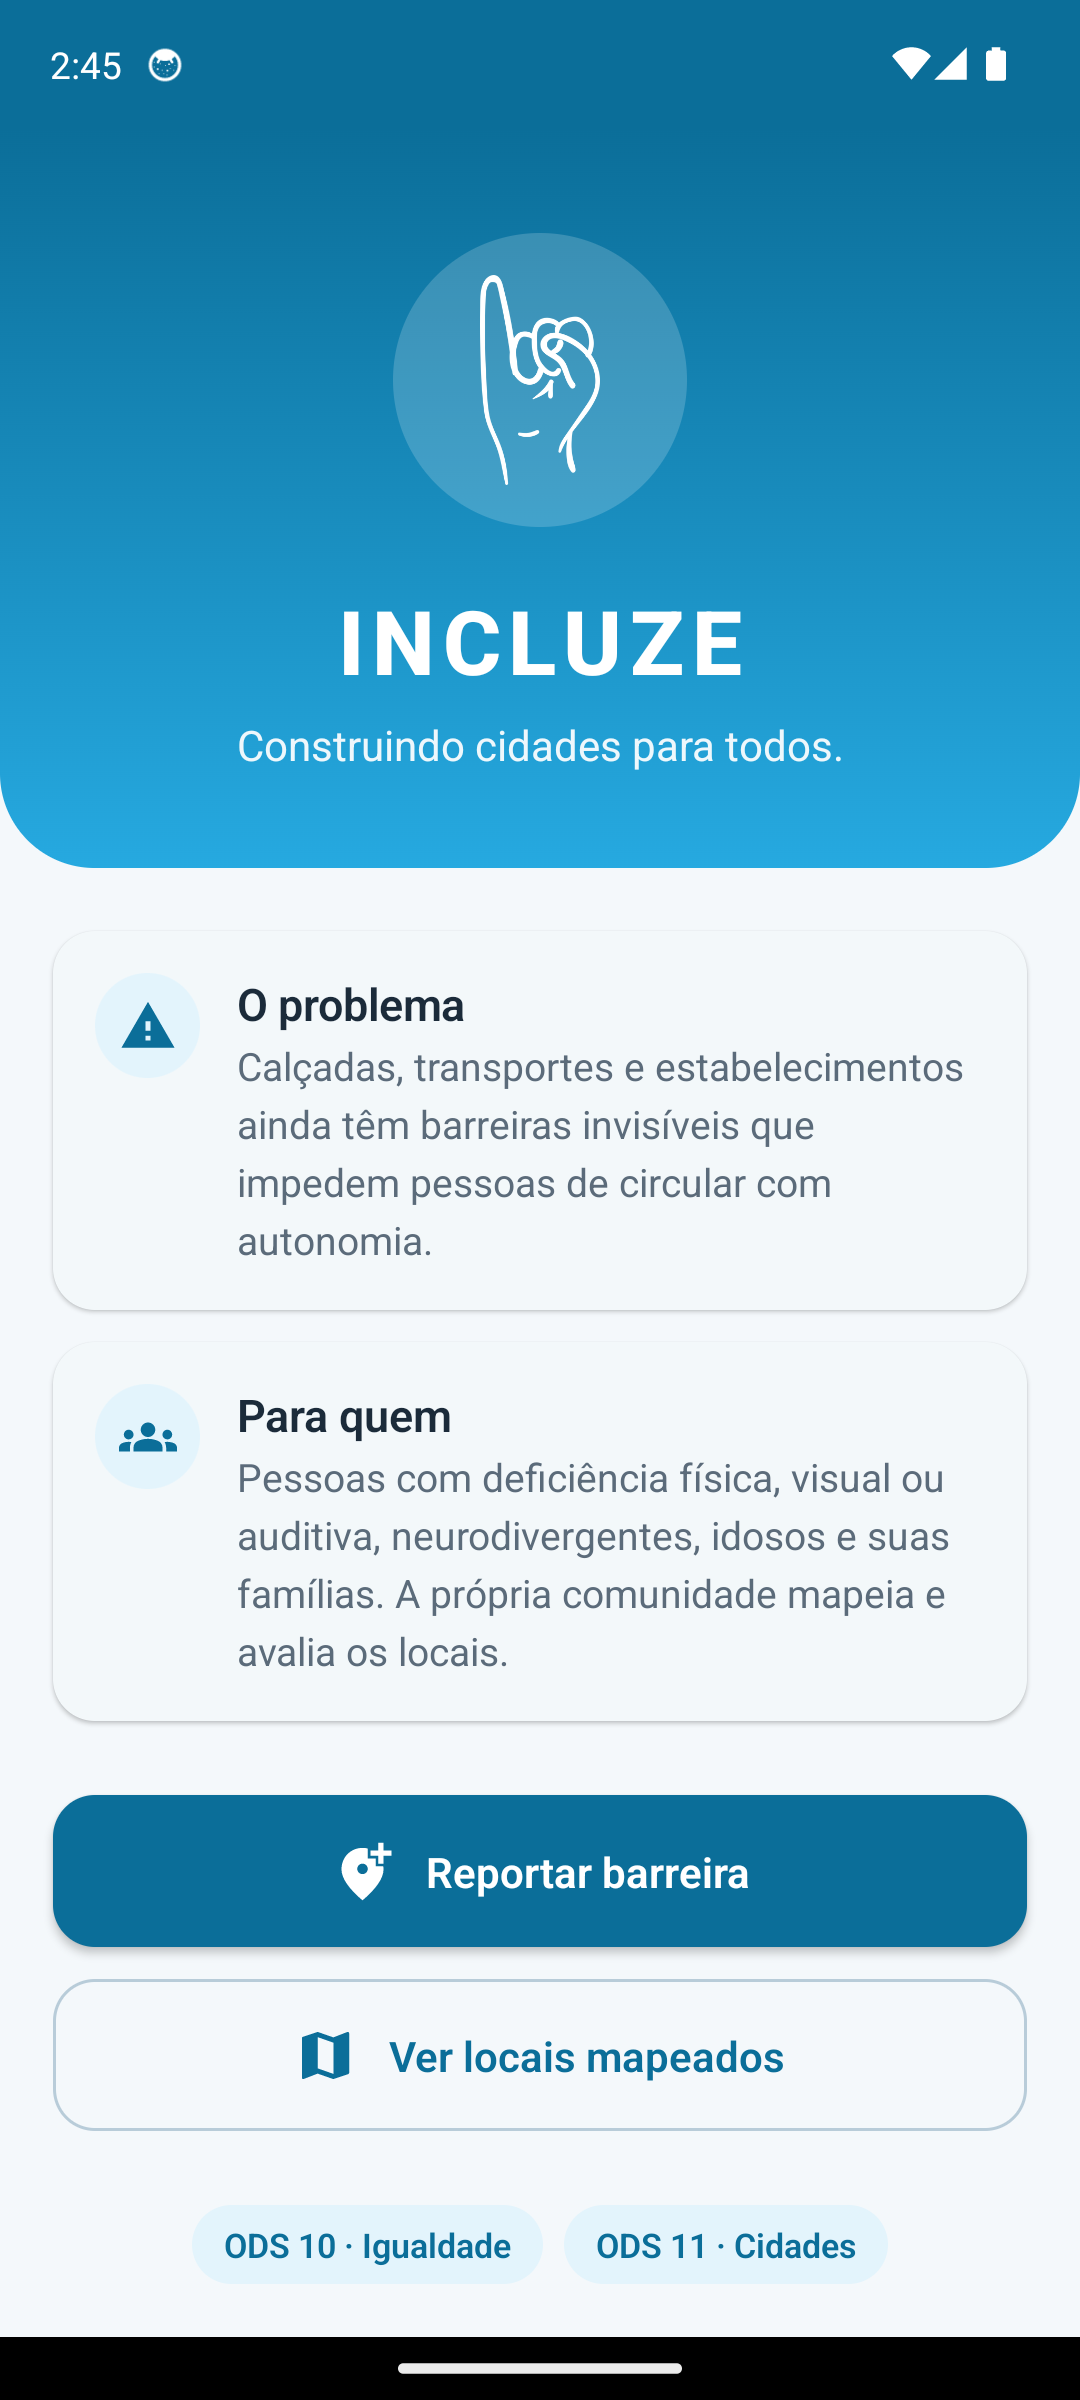 2:45
INCLUZE
Construindo cidades para todos.
O problema
Calçadas, transportes e estabelecimentos
ainda têm barreiras invisíveis que
impedem pessoas de circular com
autonomia.
Para quem
Pessoas com deficiência física, visual ou
auditiva, neurodivergentes, idosos e suas
famílias. A própria comunidade mapeia e
avalia os locais.
Reportar barreira
Ver locais mapeados
ODS 10 · Igualdade
ODS 11 · Cidades